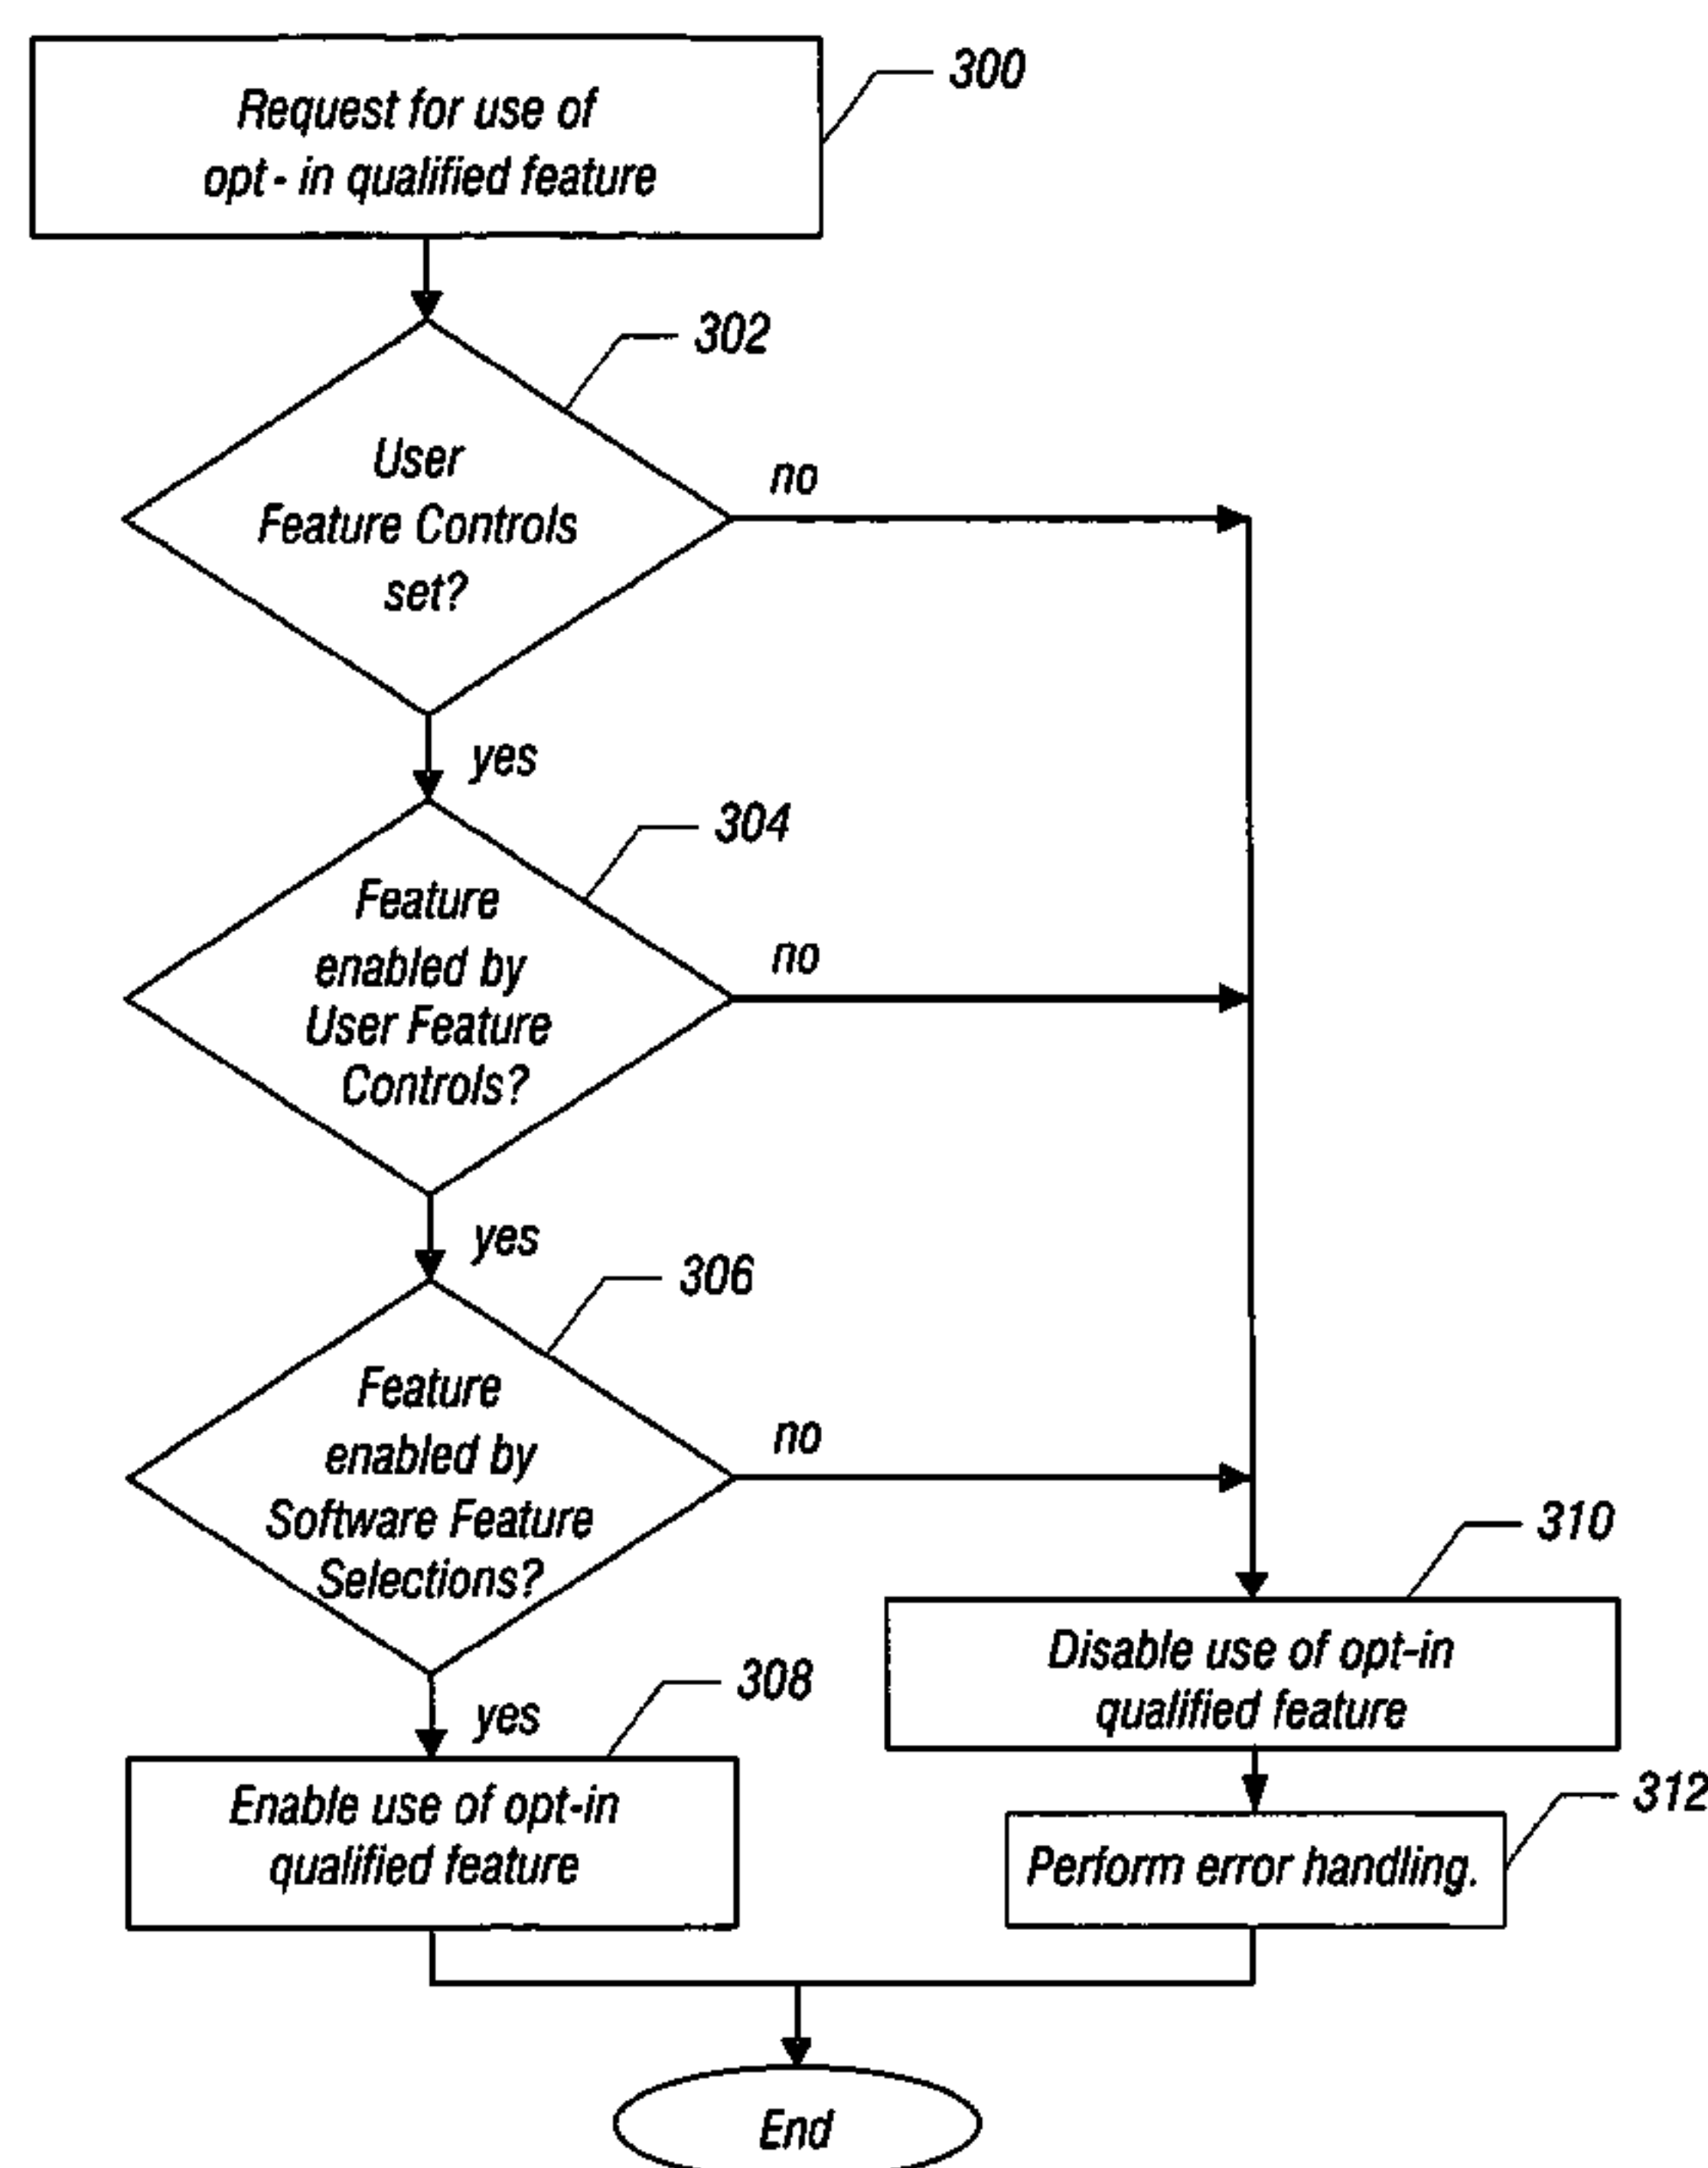 Request for use of
opt - in qualified feature
300
302
User
Feature Controls
set?
no
yes
304
Feature
enabled by
User Feature
Controls?
no
yes
306
Feature
enabled by
Software Feature
Selections?
no
yes
308
Enable use of opt-in
qualified feature
310
Disable use of opt-in
qualified feature
312
Perform error handling.
End